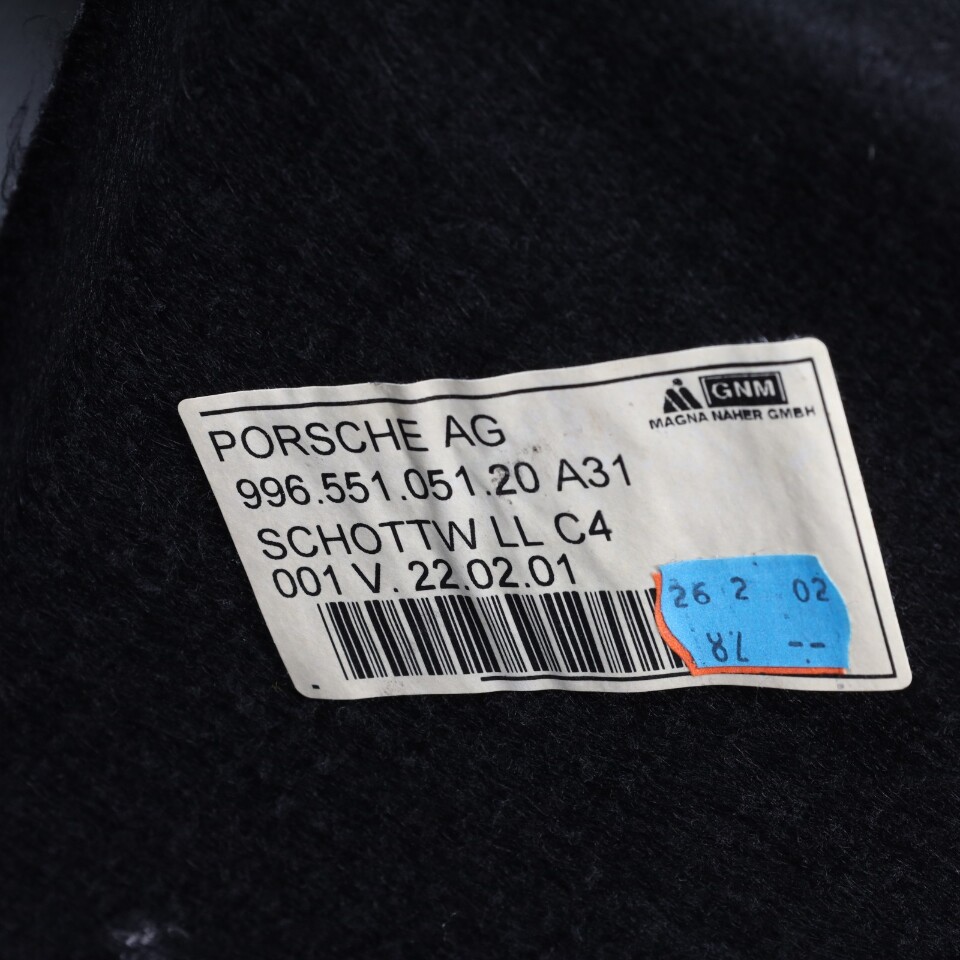 GNM
MAGNA NAHER GMBH
PORSCHE AG
996.551.051.20 A31
SCHOTTW LL C4
001 V. 22.02.01
26 2 02
--